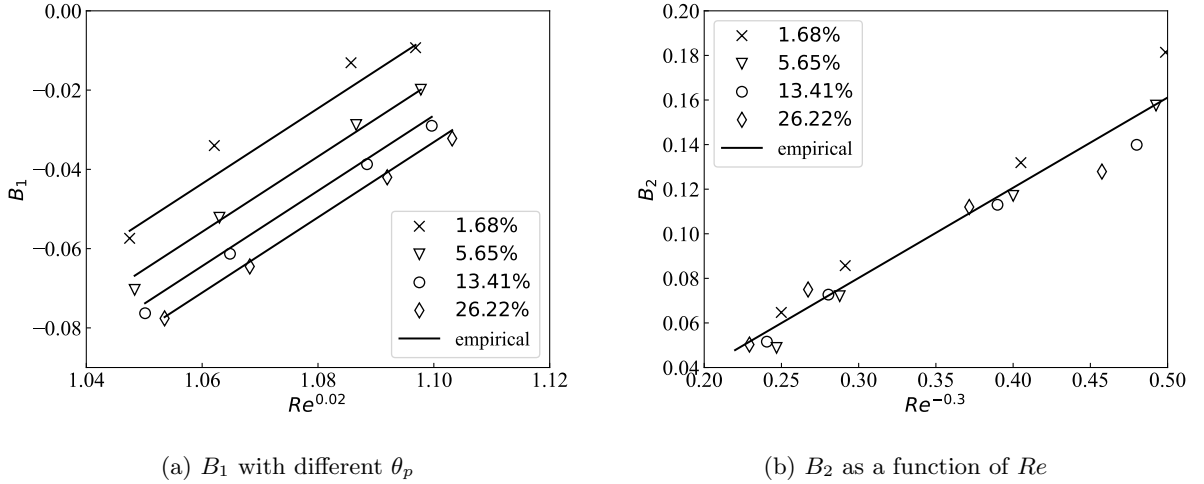 0.00
−0.02
−0.04
−0.06
−0.08
B1
1.04 1.06 1.08 1.10 1.12
Re^0.02
1.68%
5.65%
13.41%
26.22%
empirical
(a) B1 with different θp
0.20
0.18
0.16
0.14
0.12
0.10
0.08
0.06
0.04
B2
0.20 0.25 0.30 0.35 0.40 0.45 0.50
Re^−0.3
1.68%
5.65%
13.41%
26.22%
empirical
(b) B2 as a function of Re